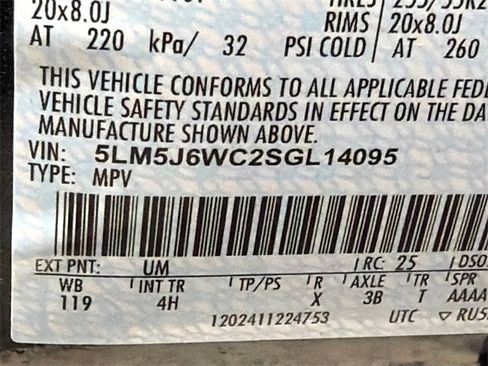 20x8.0J RIMS 20x8.0J
AT 220 kPa/ 32 PSI COLD AT 260
THIS VEHICLE CONFORMS TO ALL APPLICABLE FEDE
VEHICLE SAFETY STANDARDS IN EFFECT ON THE DA
MANUFACTURE SHOWN ABOVE.
VIN: 5LM5J6WC2SGL14095
TYPE: MPV
EXT PNT: UM RC: 25 DSO:
WB INT TR TP/PS R AXLE TR SPR
119 4H X 3B T AAAA
1202411224753 UTC ▽ RUS